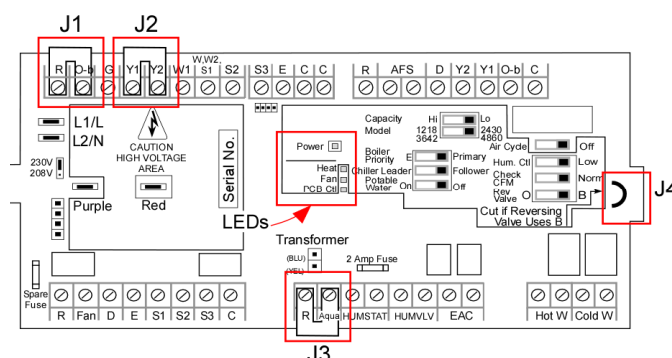 J1 J2
R O-b G Y1 Y2 W1 W,W2, S1 S2 S3 E C C R AFS D Y2 Y1 O-b C
L1/L
L2/N
CAUTION
HIGH VOLTAGE
AREA
230V
208V
Purple
Red
Serial No.
Power
Heat
Fan
PCB Ctl
LEDs
Capacity Hi Lo
Model 1218 2430
3642 4860
Boiler
Priority E Primary
Chiller Leader Follower
Potable
Water On Off
Air Cycle Off
Hum. Ctl Low
Check
CFM Norm
Rev
Valve O B
J4
Cut if Reversing
Valve Uses B
Transformer
(BLU)
(YEL)
2 Amp Fuse
Spare
Fuse
R Fan D E S1 S2 S3 C R Aqua HUMSTAT HUMVLV EAC Hot W Cold W
J3